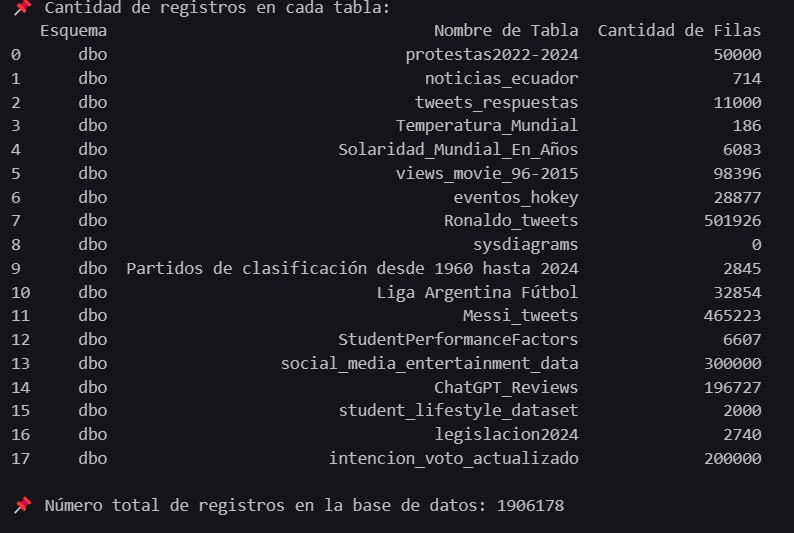 📌 Cantidad de registros en cada tabla:
Esquema Nombre de Tabla Cantidad de Filas
0 dbo protestas2022-2024 50000
1 dbo noticias_ecuador 714
2 dbo tweets_respuestas 11000
3 dbo Temperatura_Mundial 186
4 dbo Solaridad_Mundial_En_Años 6083
5 dbo views_movie_96-2015 98396
6 dbo eventos_hokey 28877
7 dbo Ronaldo_tweets 501926
8 dbo sysdiagrams 0
9 dbo Partidos de clasificación desde 1960 hasta 2024 2845
10 dbo Liga Argentina Fútbol 32854
11 dbo Messi_tweets 465223
12 dbo StudentPerformanceFactors 6607
13 dbo social_media_entertainment_data 300000
14 dbo ChatGPT_Reviews 196727
15 dbo student_lifestyle_dataset 2000
16 dbo legislacion2024 2740
17 dbo intencion_voto_actualizado 200000
📌 Número total de registros en la base de datos: 1906178